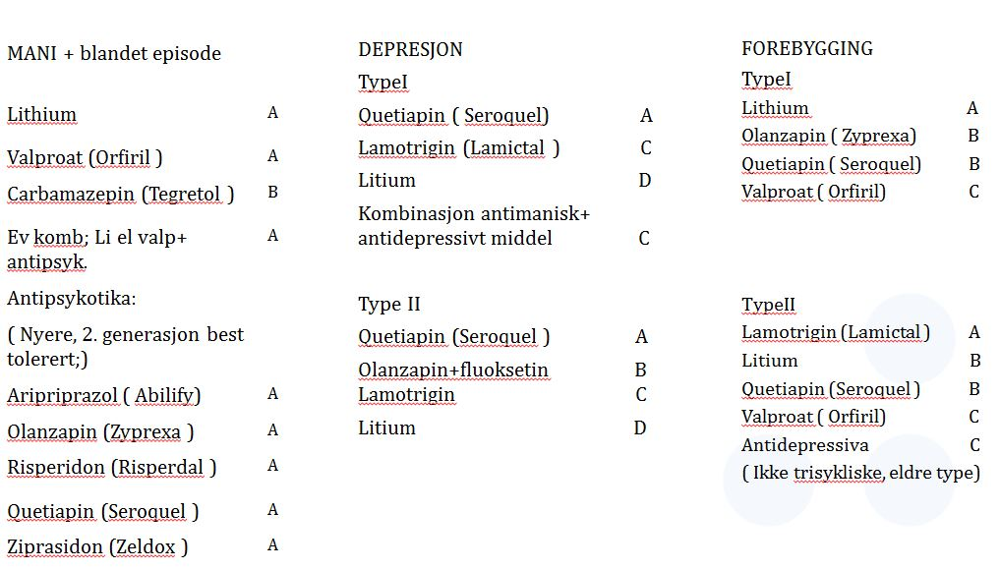 MANI + blandet episode
Lithium A
Valproat (Orfiril ) A
Carbamazepin (Tegretol ) B
Ev komb; Li el valp+ A
antipsyk.
Antipsykotika:
( Nyere, 2. generasjon best
tolerert;)
Aripriprazol ( Abilify) A
Olanzapin (Zyprexa ) A
Risperidon (Risperdal ) A
Quetiapin (Seroquel ) A
Ziprasidon (Zeldox ) A
DEPRESJON
TypeI
Quetiapin ( Seroquel) A
Lamotrigin (Lamictal ) C
Litium D
Kombinasjon antimanisk+
antidepressivt middel C
Type II
Quetiapin (Seroquel ) A
Olanzapin+fluoksetin B
Lamotrigin C
Litium D
FOREBYGGING
TypeI
Lithium A
Olanzapin ( Zyprexa) B
Quetiapin ( Seroquel) B
Valproat ( Orfiril) C
TypeII
Lamotrigin (Lamictal ) A
Litium B
Quetiapin (Seroquel ) B
Valproat ( Orfiril) C
Antidepressiva C
( Ikke trisykliske, eldre type)